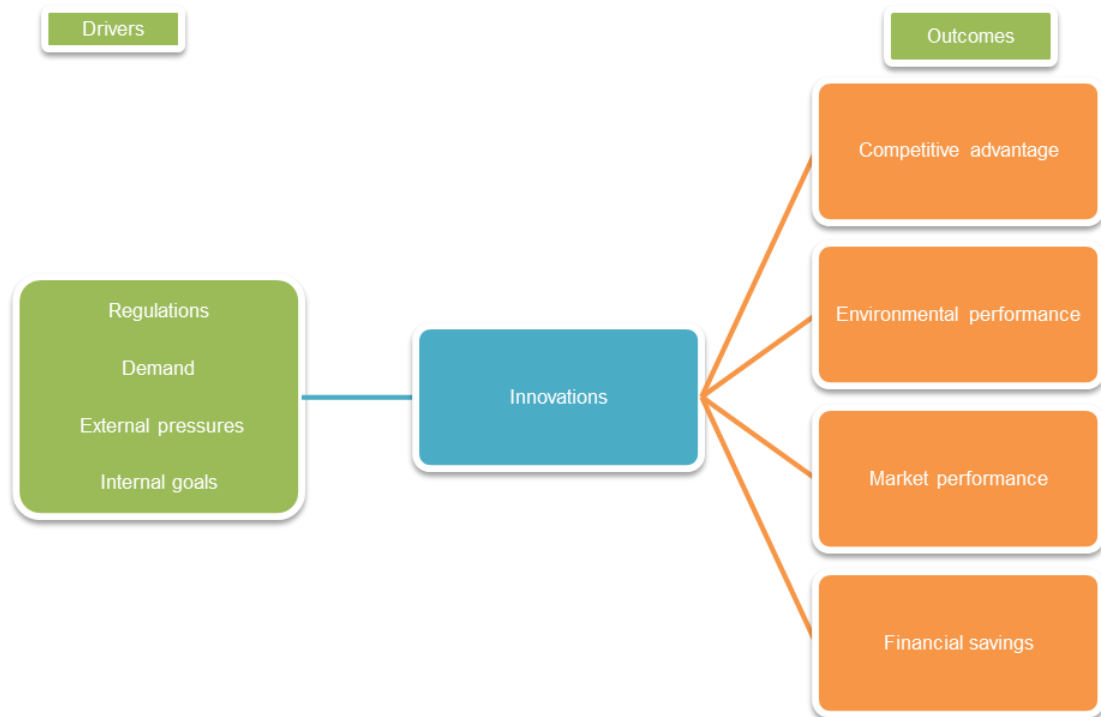 Drivers
Outcomes
Competitive advantage
Environmental performance
Regulations
Demand
External pressures
Internal goals
Innovations
Market performance
Financial savings